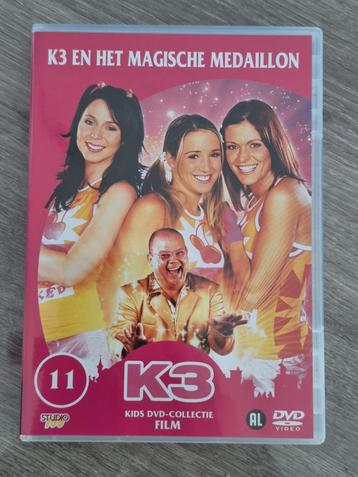 K3 EN HET MAGISCHE MEDAILLON
11
K3
KIDS DVD-COLLECTIE
FILM
STUDIO
100
AL
DVD
VIDEO